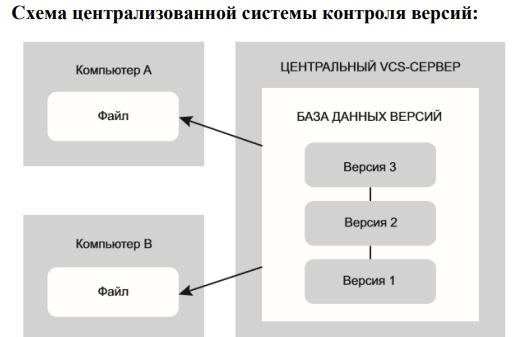 Схема централизованной системы контроля версий:
Компьютер A
Файл
Компьютер B
Файл
ЦЕНТРАЛЬНЫЙ VCS-СЕРВЕР
БАЗА ДАННЫХ ВЕРСИЙ
Версия 3
Версия 2
Версия 1